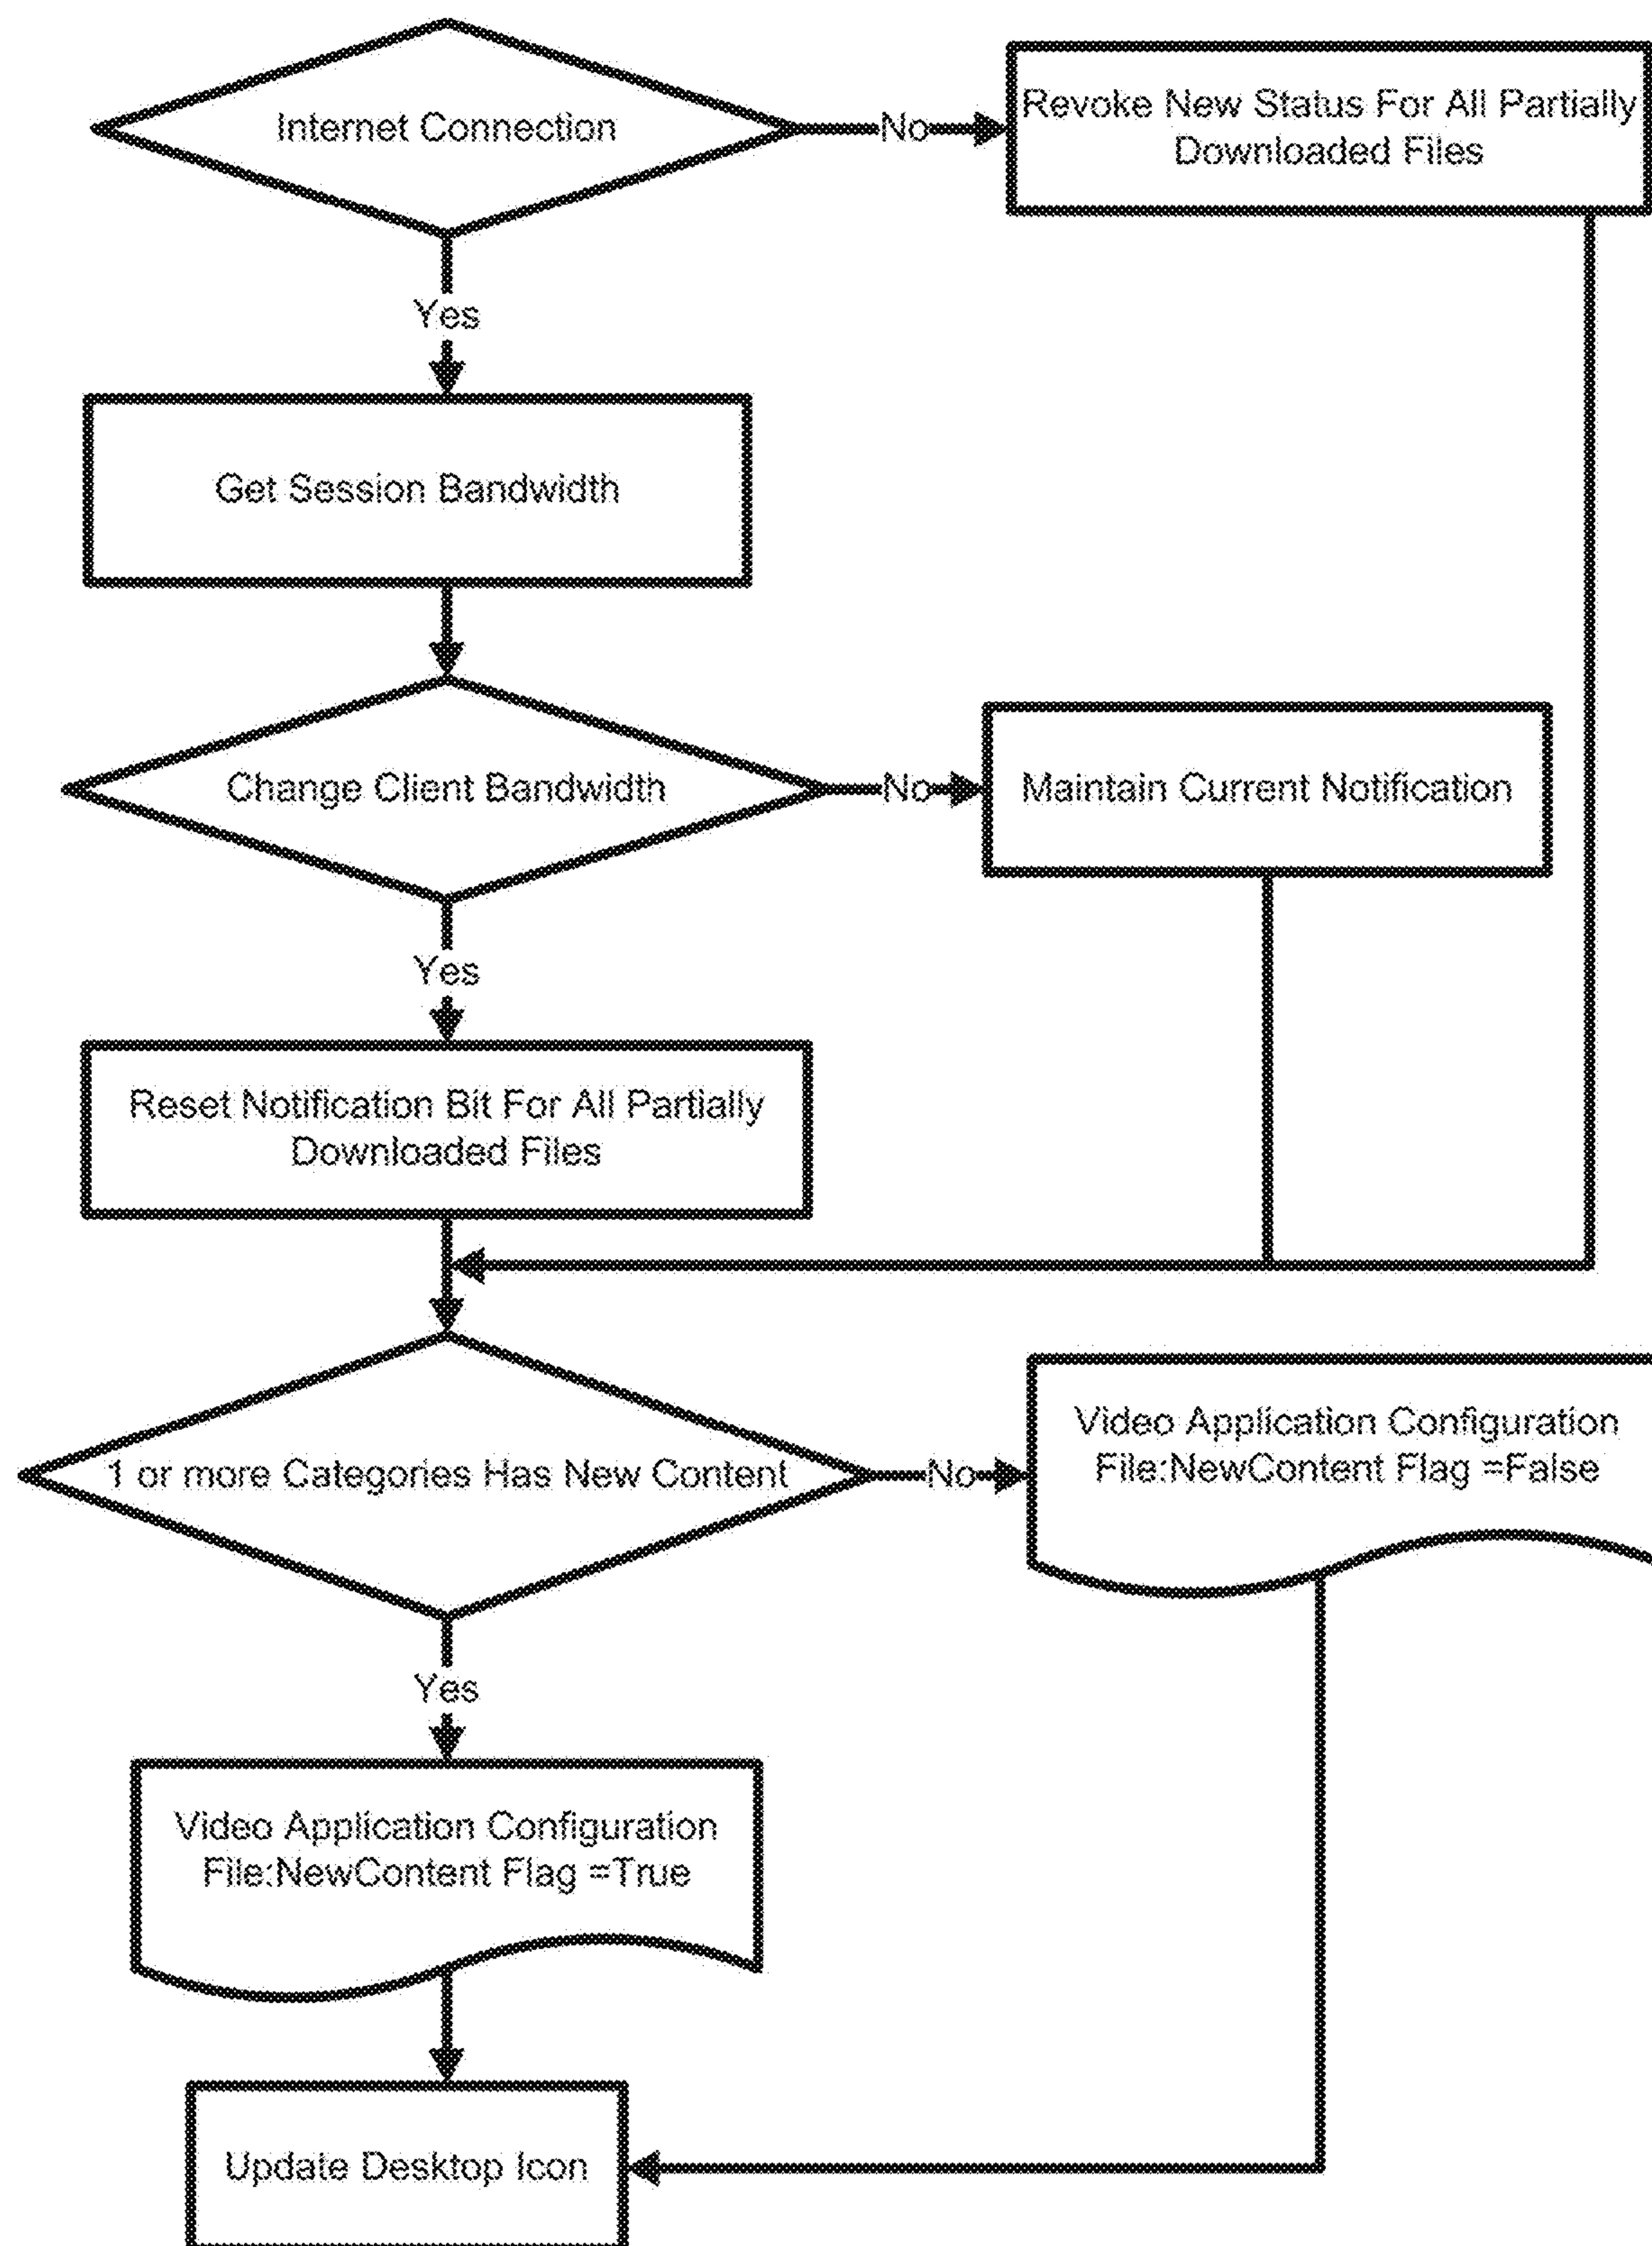 Internet Connection
No
Revoke New Status For All Partially
Downloaded Files
Yes
Get Session Bandwidth
Change Client Bandwidth
No
Maintain Current Notification
Yes
Reset Notification Bit For All Partially
Downloaded Files
1 or more Categories Has New Content
No
Video Application Configuration
File:NewContent Flag =False
Yes
Video Application Configuration
File:NewContent Flag =True
Update Desktop Icon